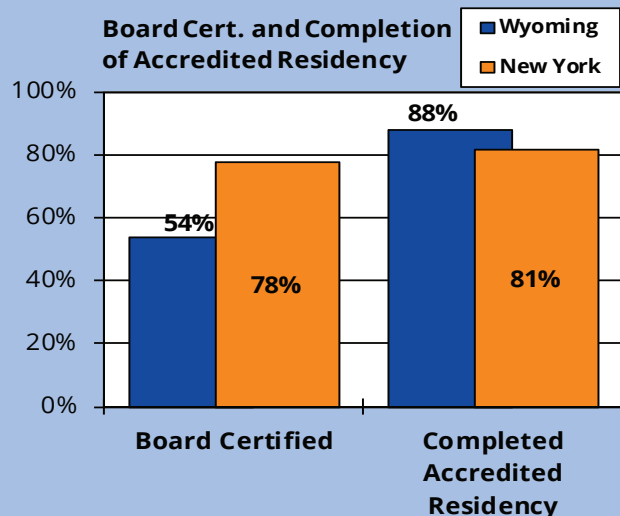 Board Cert. and Completion
of Accredited Residency
Wyoming
New York
100%
80%
60%
40%
20%
0%
54%
78%
88%
81%
Board Certified
Completed
Accredited
Residency